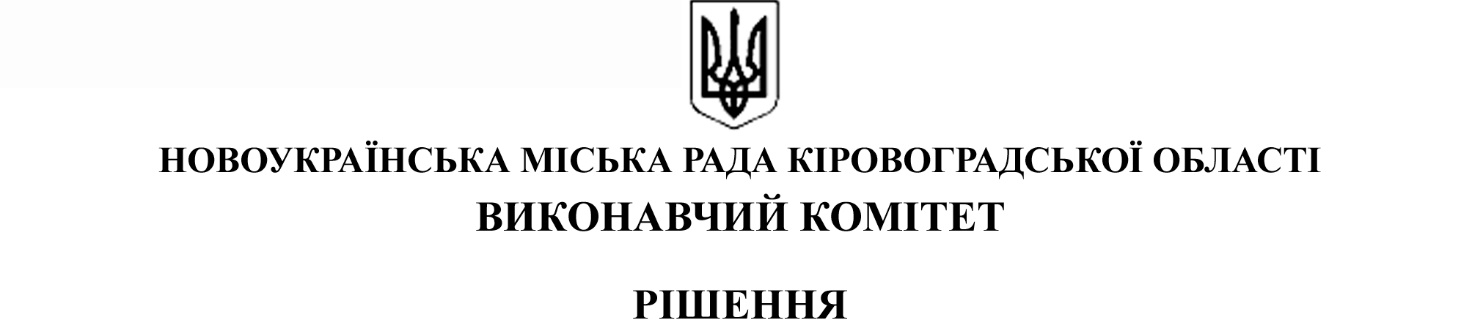 НОВОУКРАЇНСЬКА МІСЬКА РАДА КІРОВОГРАДСЬКОЇ ОБЛАСТІ
ВИКОНАВЧИЙ КОМІТЕТ
РІШЕННЯ